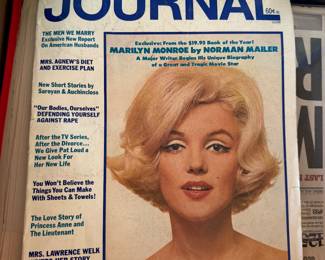 JOURNAL
60¢
THE MEN WE MARRY
Exclusive New Report
On American Husbands
MRS. AGNEW'S DIET
AND EXERCISE PLAN
New Short Stories by
Saroyan & Auchincloss
"Our Bodies, Ourselves"
DEFENDING YOURSELF
AGAINST RAPE
After the TV Series,
After the Divorce...
We Give Pat Loud a
New Look For
Her New Life
You Won't Believe the
Things You Can Make
With Sheets & Towels!
The Love Story of
Princess Anne and
The Lieutenant
MRS. LAWRENCE WELK
HER STORY
Exclusive: From the $19.95 Book of the Year!
MARILYN MONROE by NORMAN MAILER
A Major Writer Begins His Unique Biography
of a Great and Tragic Movie Star
LAST